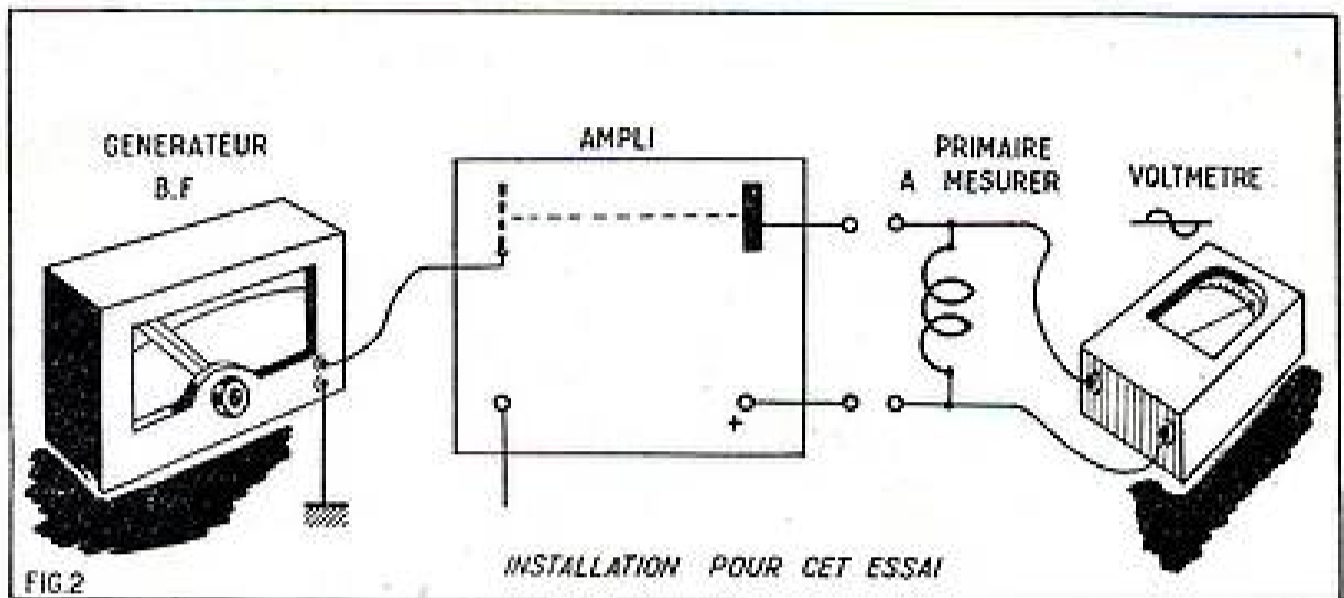 GENERATEUR
B.F
AMPLI
PRIMAIRE
A MESURER
VOLTMETRE
+
INSTALLATION POUR CET ESSAI
FIG.2